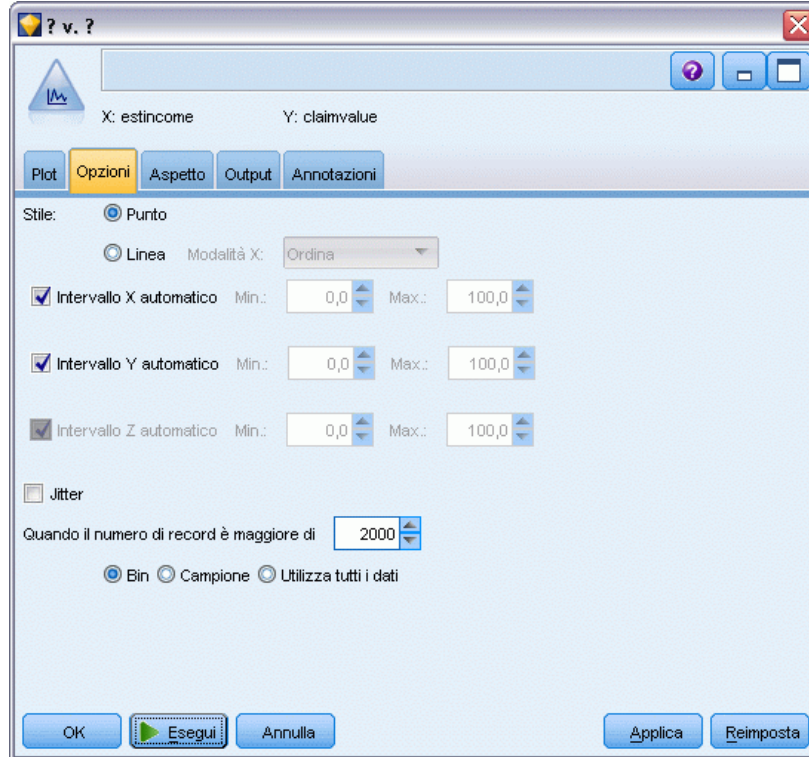 ? v. ?
X: estincome Y: claimvalue
Plot Opzioni Aspetto Output Annotazioni
Stile: Punto
Linea Modalità X: Ordina
Intervallo X automatico Min.: 0,0 Max.: 100,0
Intervallo Y automatico Min.: 0,0 Max.: 100,0
Intervallo Z automatico Min.: 0,0 Max.: 100,0
Jitter
Quando il numero di record è maggiore di 2000
Bin Campione Utilizza tutti i dati
OK Esegui Annulla Applica Reimposta